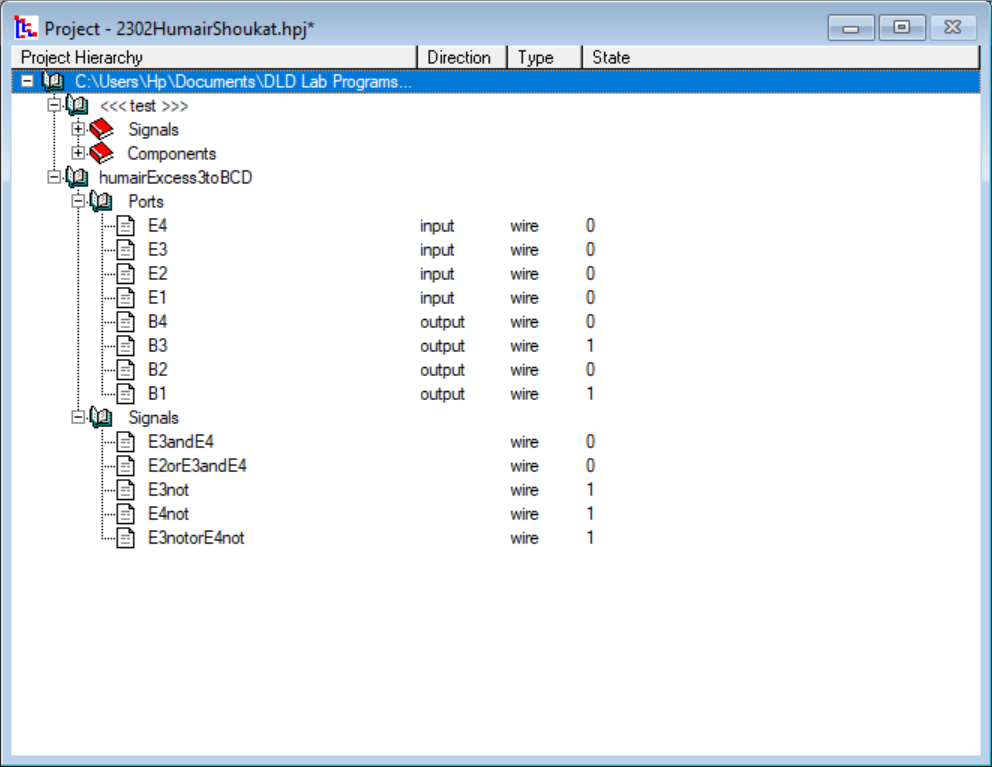 Project - 2302HumairShoukat.hpj*
Project Hierarchy Direction Type State
C:\Users\Hp\Documents\DLD Lab Programs...
<<< test >>>
Signals
Components
humairExcess3toBCD
Ports
E4 input wire 0
E3 input wire 0
E2 input wire 0
E1 input wire 0
B4 output wire 0
B3 output wire 1
B2 output wire 0
B1 output wire 1
Signals
E3andE4 wire 0
E2orE3andE4 wire 0
E3not wire 1
E4not wire 1
E3notorE4not wire 1